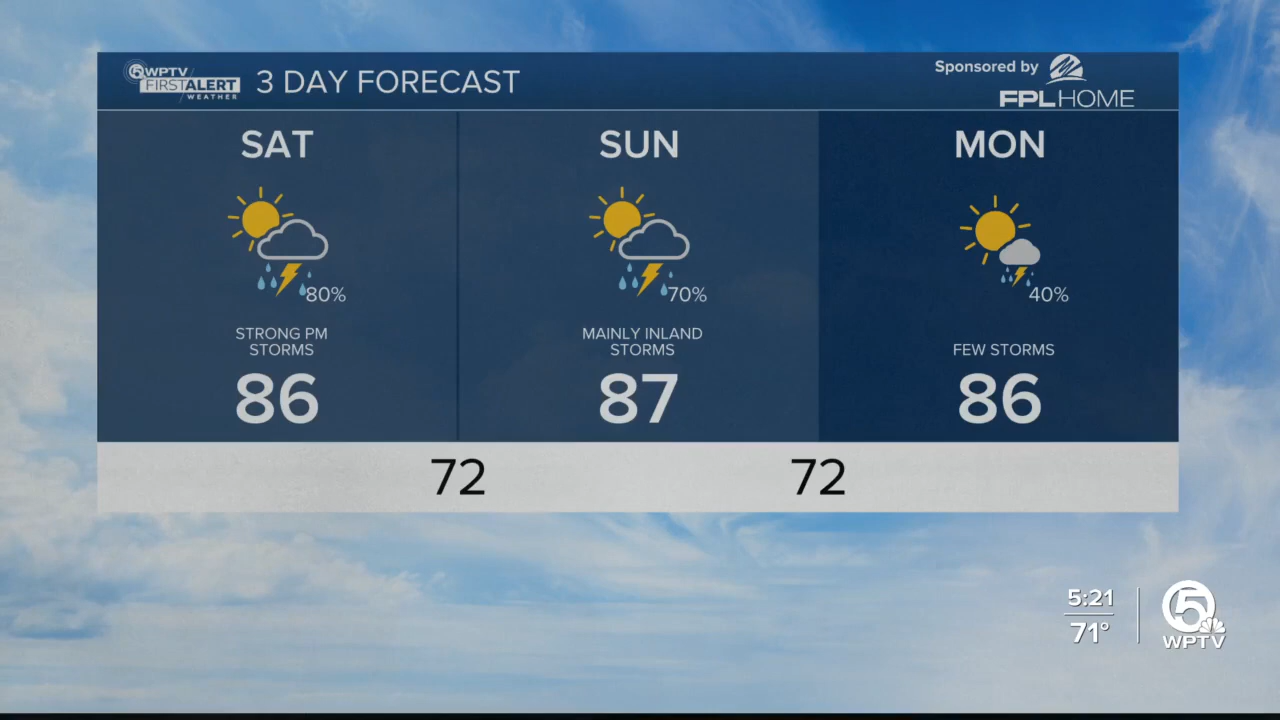 5 WPTV
FIRST ALERT
WEATHER
3 DAY FORECAST
Sponsored by
FPL HOME
SAT
SUN
MON
80%
70%
40%
STRONG PM
STORMS
MAINLY INLAND
STORMS
FEW STORMS
86
87
86
72
72
5:21
71°
5
WPTV